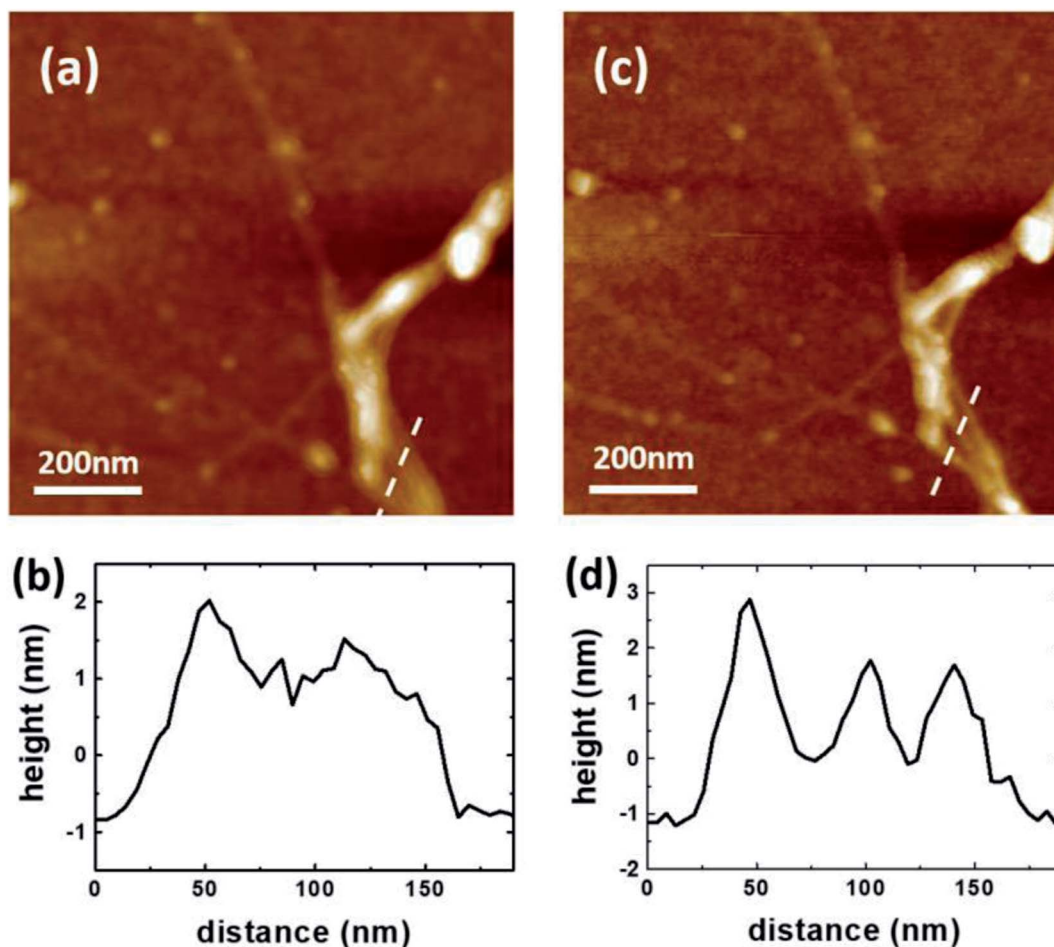 (a)
200nm
(c)
200nm
(b)
height (nm)
2
1
0
-1
0 50 100 150
distance (nm)
(d)
height (nm)
3
2
1
0
-1
-2
0 50 100 150
distance (nm)